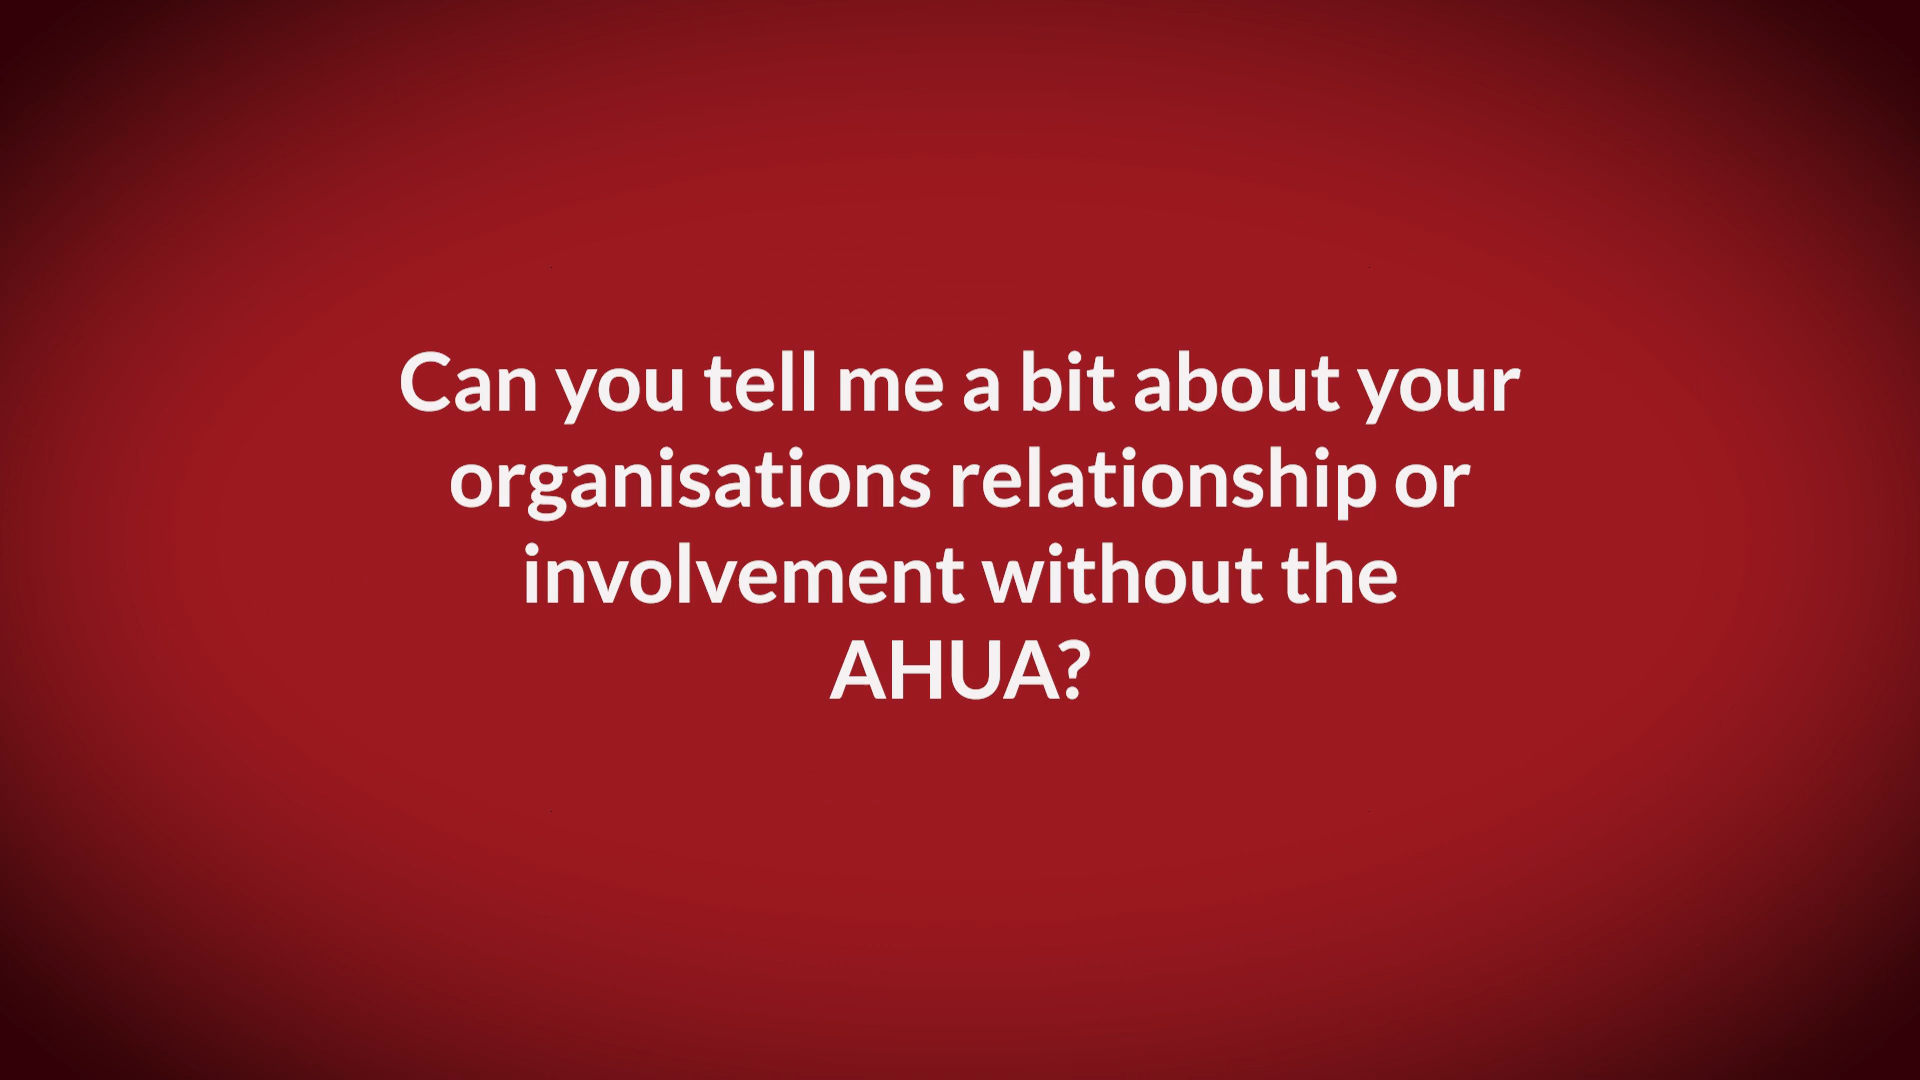 Can you tell me a bit about your
organisations relationship or
involvement without the
AHUA?